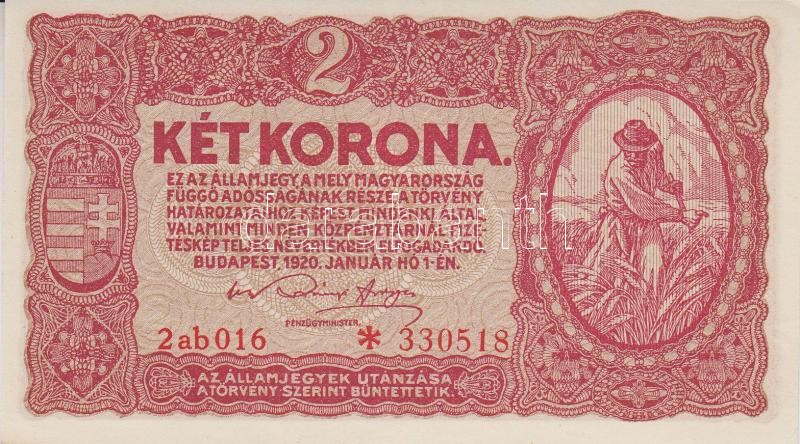 2
KÉT KORONA.
EZ AZ ÁLLAMJEGY, A MELY MAGYARORSZÁG
FÜGGŐ ADÓSSÁGÁNAK RÉSZE, A TÖRVÉNY
HATÁROZATAIHOZ KÉPEST MINDENKI ÁLTAL,
VALAMINT MINDEN KÖZPÉNZTÁRNÁL FIZE-
TÉSKÉP TELJES NÉVÉRTÉKBEN ELFOGADANDÓ.
BUDAPEST, 1920. JANUÁR HÓ 1-ÉN.
PÉNZÜGYMINISTER.
2ab016 * 330518
AZ ÁLLAMJEGYEK UTÁNZÁSA
A TÖRVÉNY SZERINT BÜNTETTETIK.